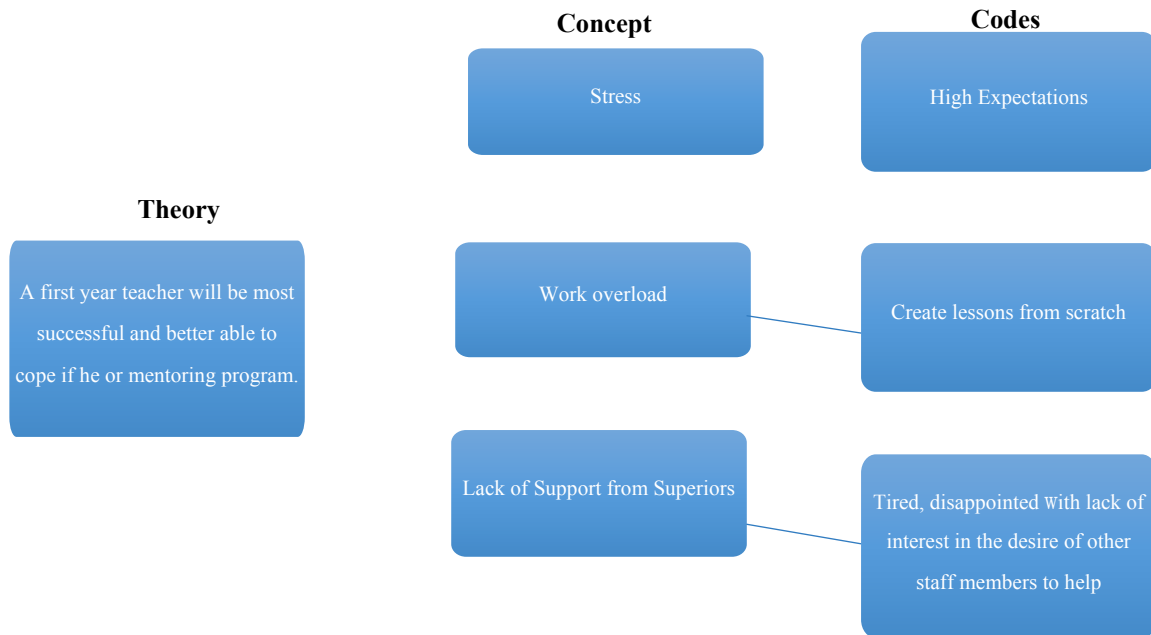 Concept
Codes
Stress
High Expectations
Theory
A first year teacher will be most
successful and better able to
cope if he or mentoring program.
Work overload
Create lessons from scratch
Lack of Support from Superiors
Tired, disappointed With lack of
interest in the desire of other
staff members to help